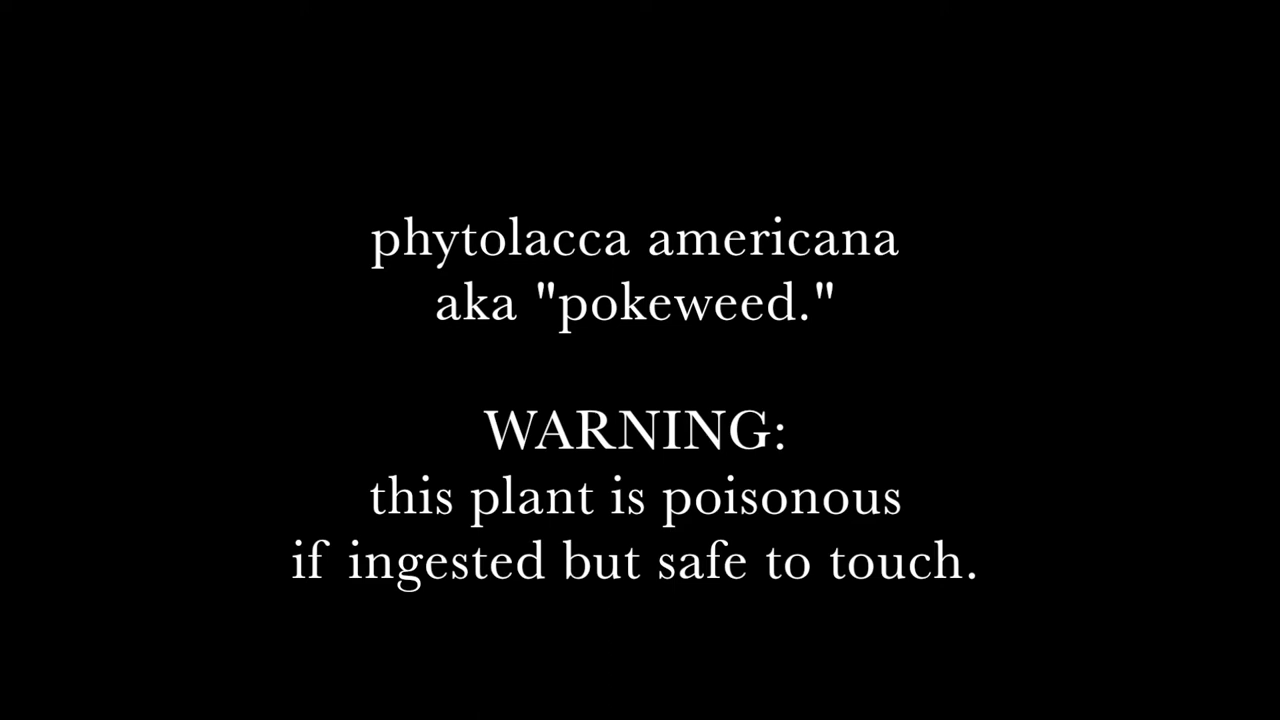 phytolacca americana
aka "pokeweed."
WARNING:
this plant is poisonous
if ingested but safe to touch.